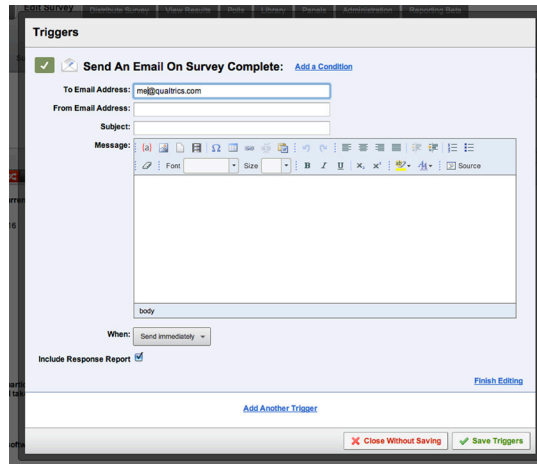 Edit Survey Distribute Survey View Results Polls Library Panels Administration Reporting Beta
Triggers
Send An Email On Survey Complete: Add a Condition
To Email Address: me@qualtrics.com
From Email Address:
Subject:
Message: {a} Ω
Font Size B I U x, x² Source
body
When: Send immediately
Include Response Report
Finish Editing
Add Another Trigger
Close Without Saving Save Triggers